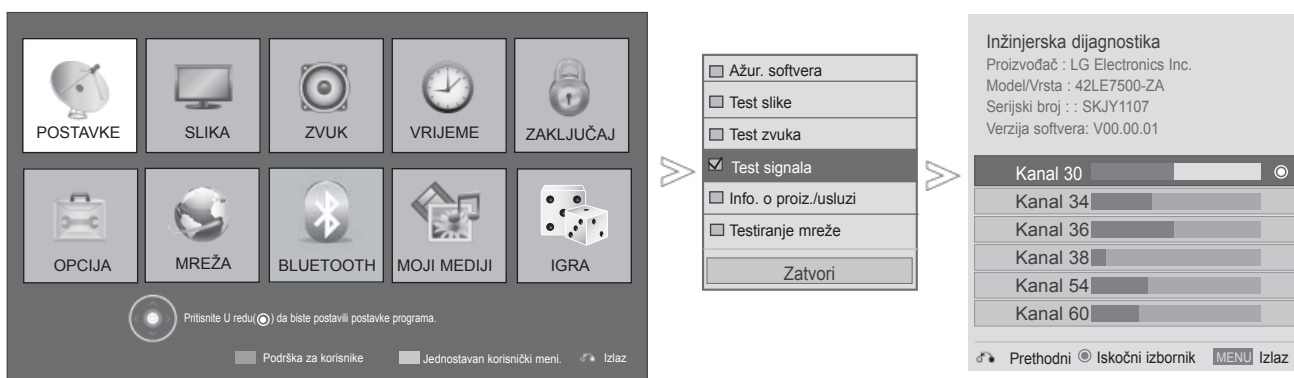 POSTAVKE
SLIKA
ZVUK
VRIJEME
ZAKLJUČAJ
OPCIJA
MREŽA
BLUETOOTH
MOJI MEDIJI
IGRA
Pritisnite U redu(◉) da biste postavili postavke programa.
Podrška za korisnike
Jednostavan korisnički meni.
Izlaz
Ažur. softvera
Test slike
Test zvuka
Test signala
Info. o proiz./usluzi
Testiranje mreže
Zatvori
Inžinjerska dijagnostika
Proizvođač : LG Electronics Inc.
Model/Vrsta : 42LE7500-ZA
Serijski broj : : SKJY1107
Verzija softvera: V00.00.01
Kanal 30
Kanal 34
Kanal 36
Kanal 38
Kanal 54
Kanal 60
Prethodni ◉ Iskočni izbornik MENU Izlaz